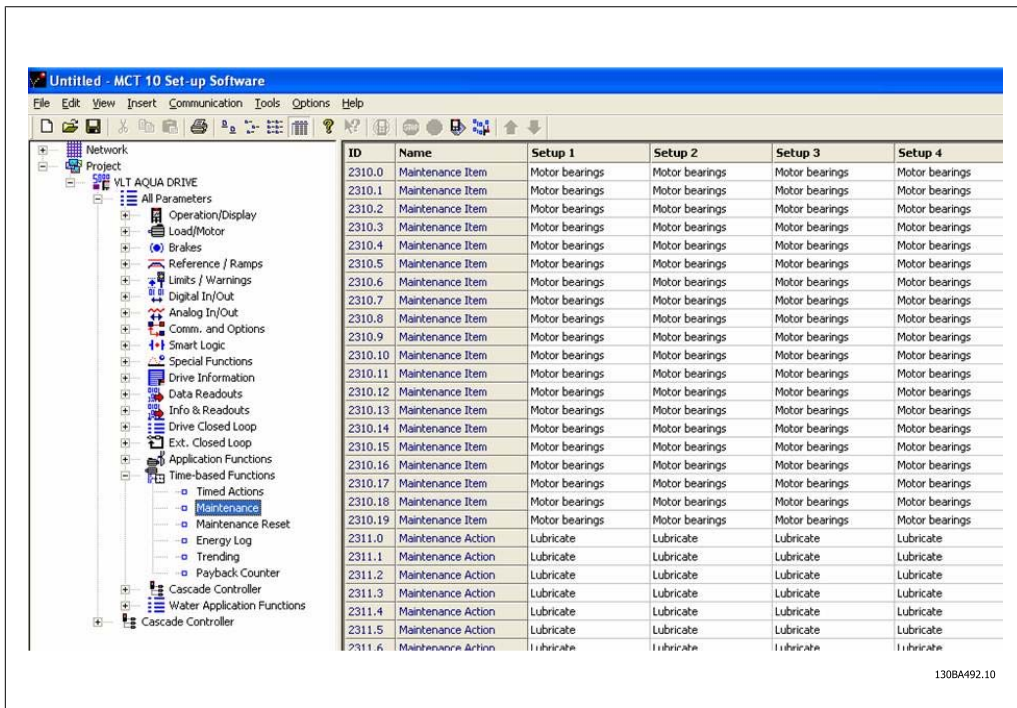 Untitled - MCT 10 Set-up Software
File Edit View Insert Communication Tools Options Help
Network
Project
VLT AQUA DRIVE
All Parameters
Operation/Display
Load/Motor
Brakes
Reference / Ramps
Limits / Warnings
Digital In/Out
Analog In/Out
Comm. and Options
Smart Logic
Special Functions
Drive Information
Data Readouts
Info & Readouts
Drive Closed Loop
Ext. Closed Loop
Application Functions
Time-based Functions
Timed Actions
Maintenance
Maintenance Reset
Energy Log
Trending
Payback Counter
Cascade Controller
Water Application Functions
Cascade Controller
ID Name Setup 1 Setup 2 Setup 3 Setup 4
2310.0 Maintenance Item Motor bearings Motor bearings Motor bearings Motor bearings
2310.1 Maintenance Item Motor bearings Motor bearings Motor bearings Motor bearings
2310.2 Maintenance Item Motor bearings Motor bearings Motor bearings Motor bearings
2310.3 Maintenance Item Motor bearings Motor bearings Motor bearings Motor bearings
2310.4 Maintenance Item Motor bearings Motor bearings Motor bearings Motor bearings
2310.5 Maintenance Item Motor bearings Motor bearings Motor bearings Motor bearings
2310.6 Maintenance Item Motor bearings Motor bearings Motor bearings Motor bearings
2310.7 Maintenance Item Motor bearings Motor bearings Motor bearings Motor bearings
2310.8 Maintenance Item Motor bearings Motor bearings Motor bearings Motor bearings
2310.9 Maintenance Item Motor bearings Motor bearings Motor bearings Motor bearings
2310.10 Maintenance Item Motor bearings Motor bearings Motor bearings Motor bearings
2310.11 Maintenance Item Motor bearings Motor bearings Motor bearings Motor bearings
2310.12 Maintenance Item Motor bearings Motor bearings Motor bearings Motor bearings
2310.13 Maintenance Item Motor bearings Motor bearings Motor bearings Motor bearings
2310.14 Maintenance Item Motor bearings Motor bearings Motor bearings Motor bearings
2310.15 Maintenance Item Motor bearings Motor bearings Motor bearings Motor bearings
2310.16 Maintenance Item Motor bearings Motor bearings Motor bearings Motor bearings
2310.17 Maintenance Item Motor bearings Motor bearings Motor bearings Motor bearings
2310.18 Maintenance Item Motor bearings Motor bearings Motor bearings Motor bearings
2310.19 Maintenance Item Motor bearings Motor bearings Motor bearings Motor bearings
2311.0 Maintenance Action Lubricate Lubricate Lubricate Lubricate
2311.1 Maintenance Action Lubricate Lubricate Lubricate Lubricate
2311.2 Maintenance Action Lubricate Lubricate Lubricate Lubricate
2311.3 Maintenance Action Lubricate Lubricate Lubricate Lubricate
2311.4 Maintenance Action Lubricate Lubricate Lubricate Lubricate
2311.5 Maintenance Action Lubricate Lubricate Lubricate Lubricate
2311.6 Maintenance Action Lubricate Lubricate Lubricate Lubricate
130BA492.10